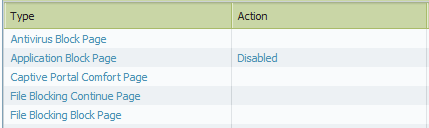 Type Action
Antivirus Block Page
Application Block Page Disabled
Captive Portal Comfort Page
File Blocking Continue Page
File Blocking Block Page